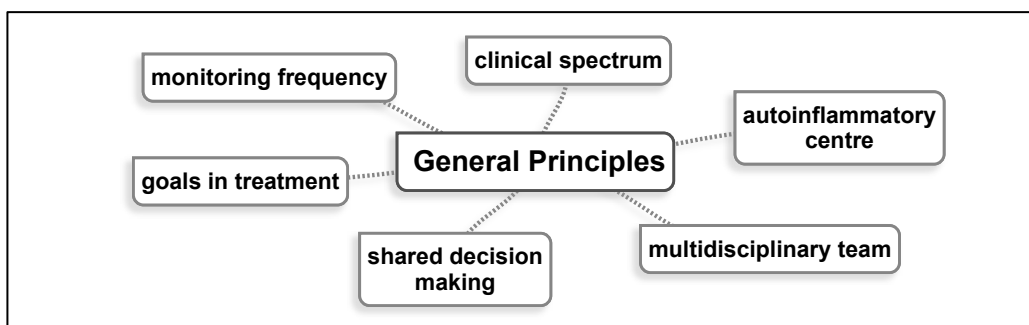 clinical spectrum
monitoring frequency
autoinflammatory
centre
General Principles
goals in treatment
shared decision
making
multidisciplinary team